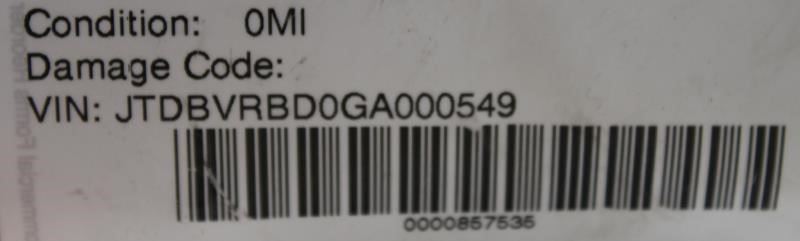 Condition: 0MI
Damage Code:
VIN: JTDBVRBD0GA000549
0000857535